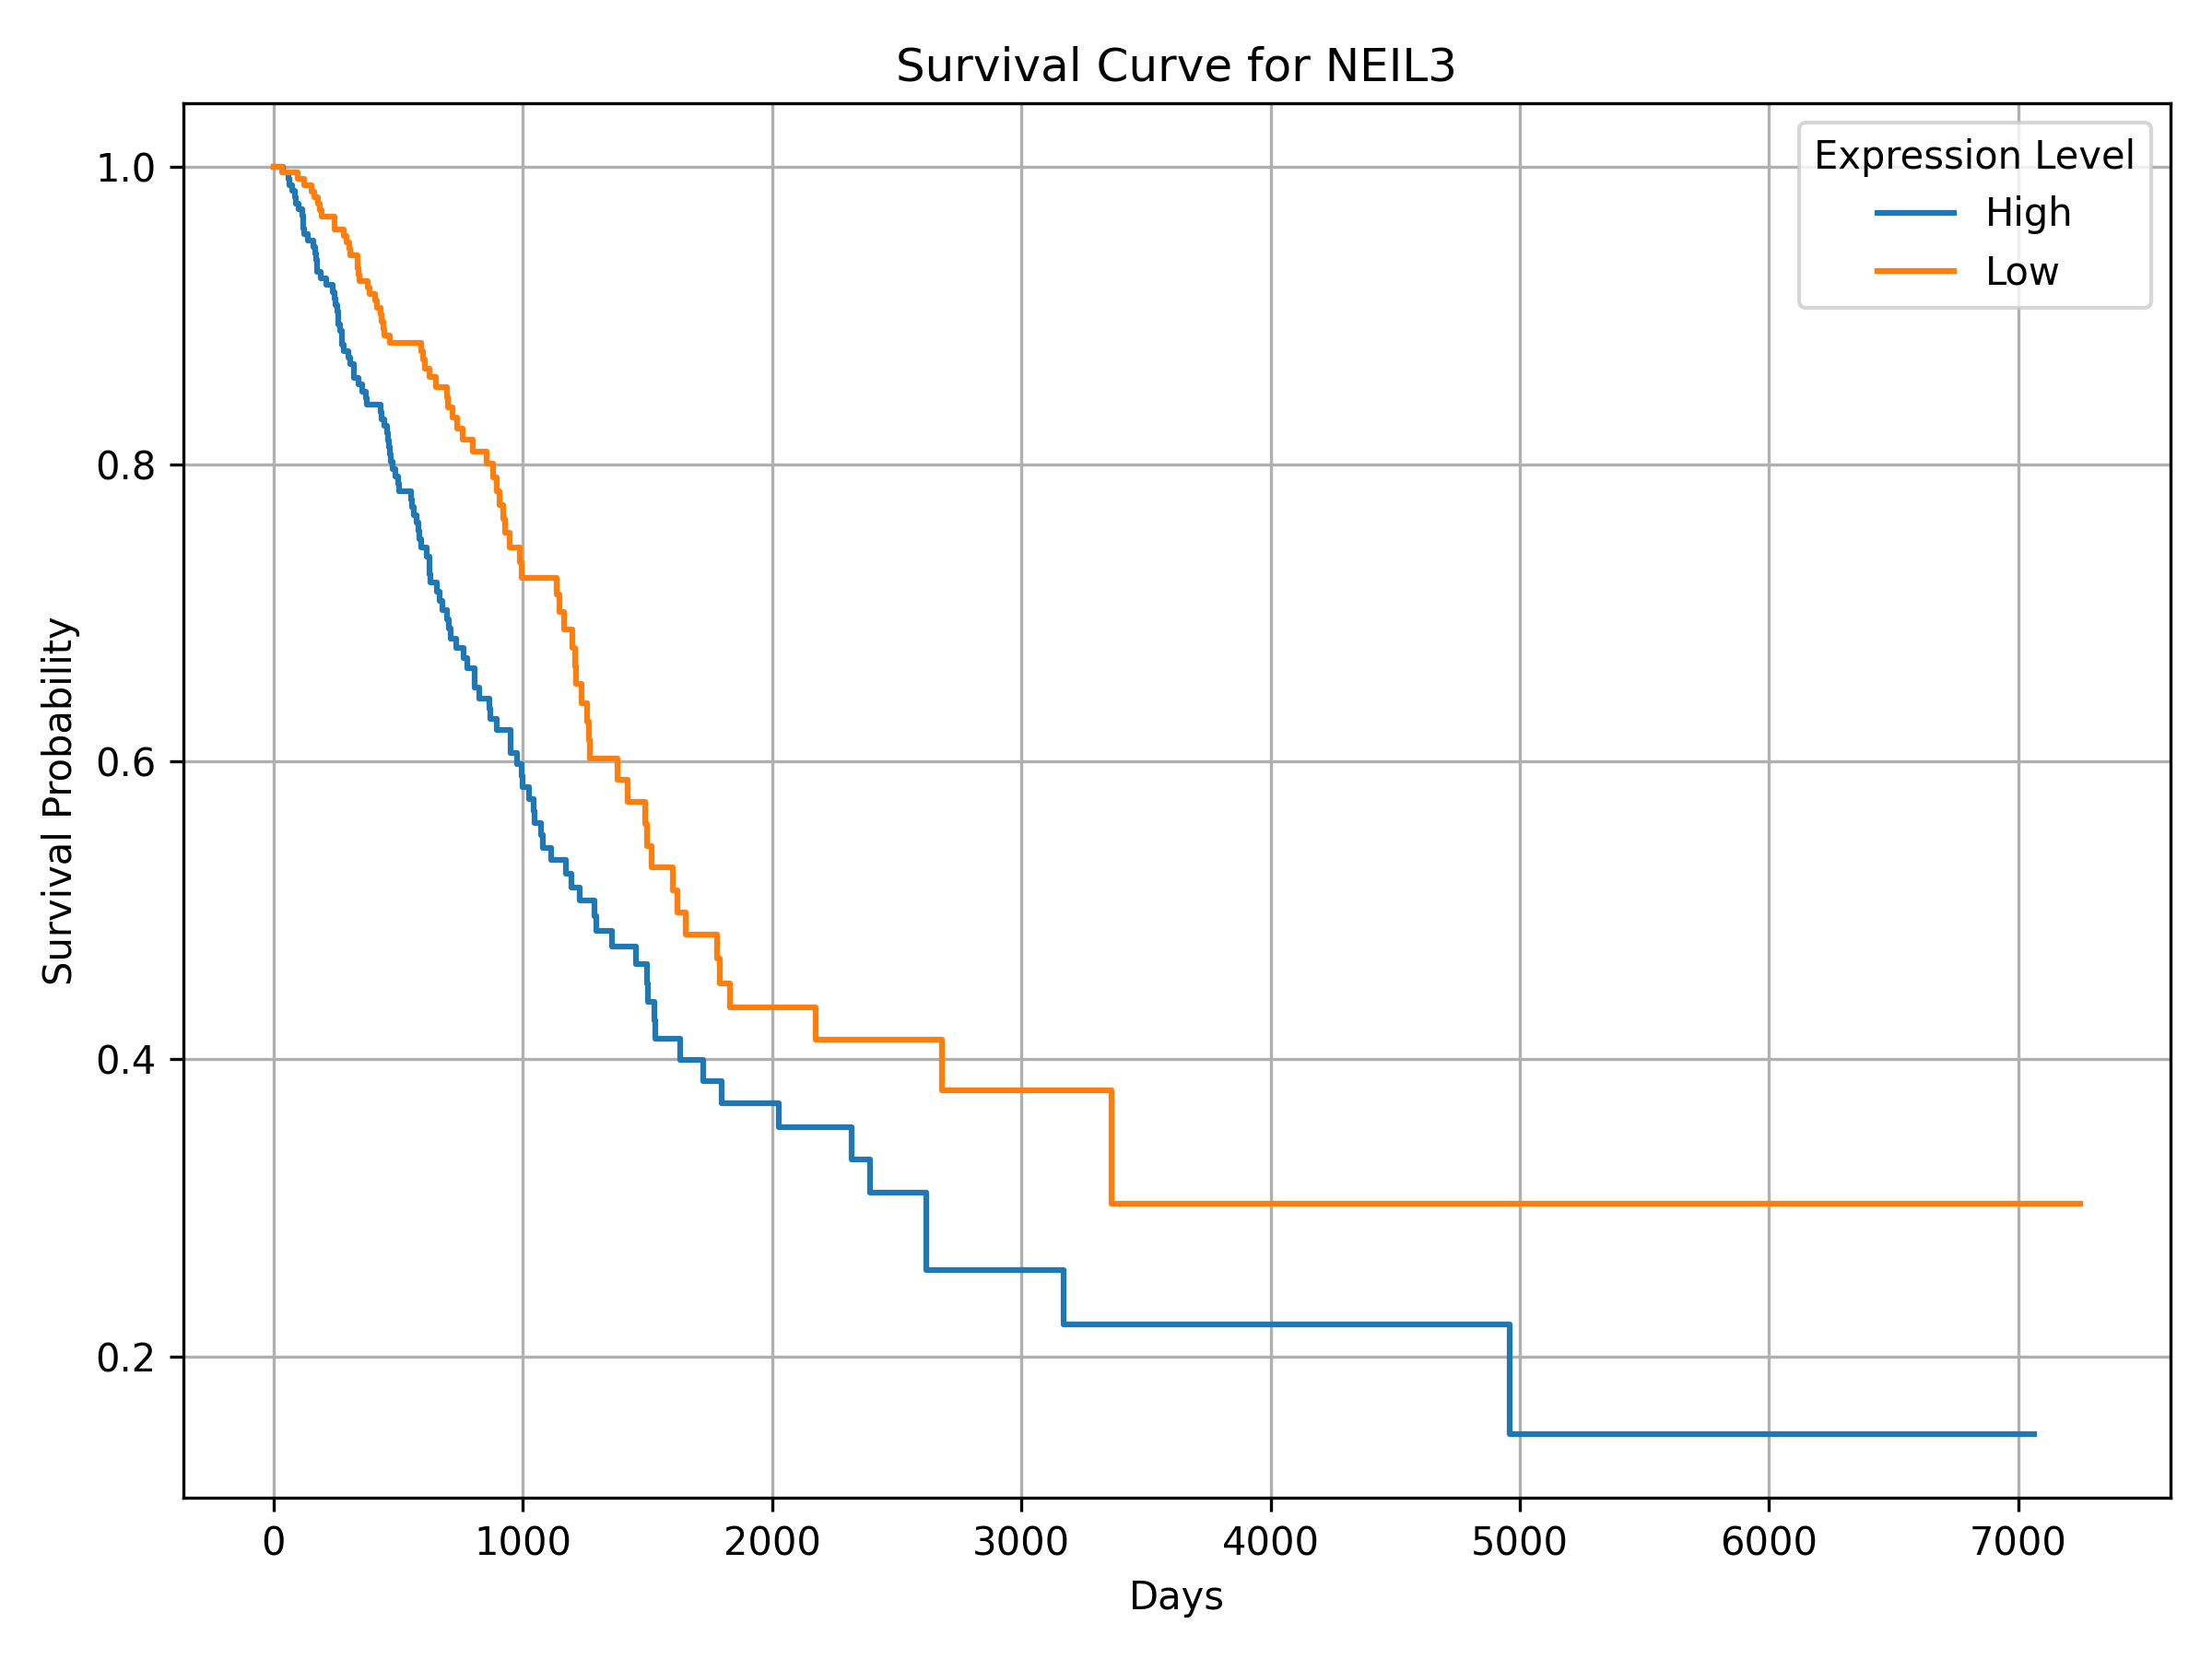 Survival Curve for NEIL3
Expression Level
High
Low
Survival Probability
1.0
0.8
0.6
0.4
0.2
0 1000 2000 3000 4000 5000 6000 7000
Days